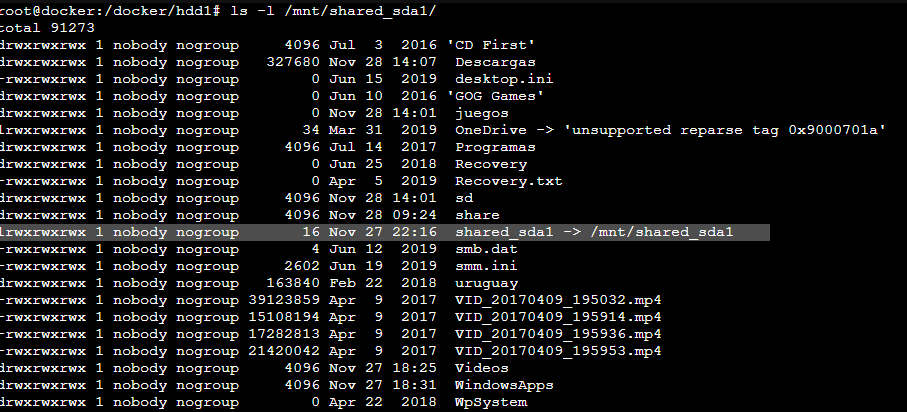 root@docker:/docker/hdd1# ls -l /mnt/shared_sda1/
total 91273
drwxrwxrwx 1 nobody nogroup     4096 Jul  3  2016 'CD First'
drwxrwxrwx 1 nobody nogroup   327680 Nov 28 14:07  Descargas
-rwxrwxrwx 1 nobody nogroup        0 Jun 15  2019  desktop.ini
drwxrwxrwx 1 nobody nogroup        0 Jun 10  2016 'GOG Games'
drwxrwxrwx 1 nobody nogroup        0 Nov 28 14:01  juegos
lrwxrwxrwx 1 nobody nogroup       34 Mar 31  2019  OneDrive -> 'unsupported reparse tag 0x9000701a'
drwxrwxrwx 1 nobody nogroup     4096 Jul 14  2017  Programas
drwxrwxrwx 1 nobody nogroup        0 Jun 25  2018  Recovery
-rwxrwxrwx 1 nobody nogroup        0 Apr  5  2019  Recovery.txt
drwxrwxrwx 1 nobody nogroup     4096 Nov 28 14:01  sd
drwxrwxrwx 1 nobody nogroup     4096 Nov 28 09:24  share
lrwxrwxrwx 1 nobody nogroup       16 Nov 27 22:16  shared_sda1 -> /mnt/shared_sda1
-rwxrwxrwx 1 nobody nogroup        4 Jun 12  2019  smb.dat
-rwxrwxrwx 1 nobody nogroup     2602 Jun 19  2019  smm.ini
drwxrwxrwx 1 nobody nogroup   163840 Feb 22  2018  uruguay
-rwxrwxrwx 1 nobody nogroup 39123859 Apr  9  2017  VID_20170409_195032.mp4
-rwxrwxrwx 1 nobody nogroup 15108194 Apr  9  2017  VID_20170409_195914.mp4
-rwxrwxrwx 1 nobody nogroup 17282813 Apr  9  2017  VID_20170409_195936.mp4
-rwxrwxrwx 1 nobody nogroup 21420042 Apr  9  2017  VID_20170409_195953.mp4
drwxrwxrwx 1 nobody nogroup     4096 Nov 27 18:25  Videos
drwxrwxrwx 1 nobody nogroup     4096 Nov 27 18:31  WindowsApps
drwxrwxrwx 1 nobody nogroup        0 Apr 22  2018  WpSystem